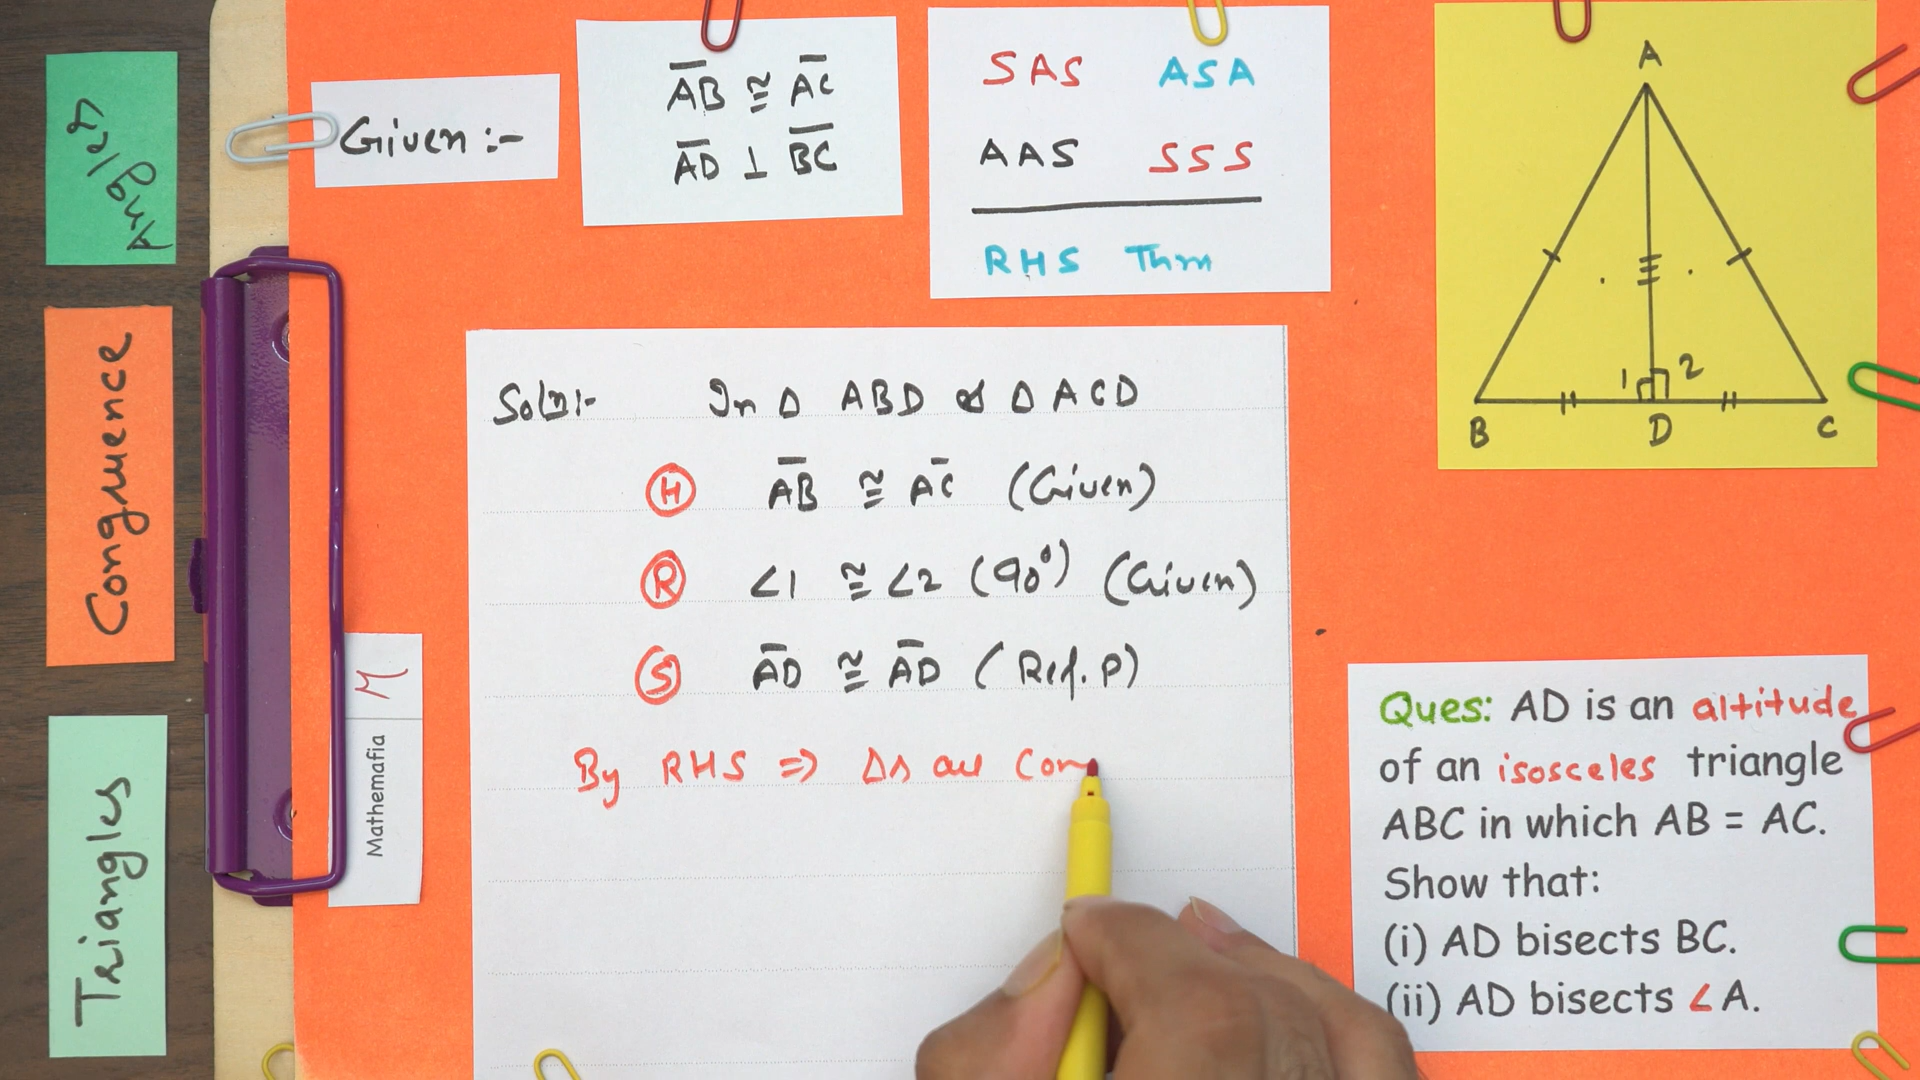 Angles
Congruence
Triangles
Given :-
AB ≅ AC
AD ⊥ BC
SAS ASA
AAS SSS
RHS Thm
A
1 2
B D C
Soln:- In Δ ABD & Δ ACD
H AB ≅ AC (Given)
R ∠1 ≅ ∠2 (90°) (Given)
S AD ≅ AD (Ref. P)
By RHS ⇒ Δs are Con
M
Mathemafia
Ques: AD is an altitude
of an isosceles triangle
ABC in which AB = AC.
Show that:
(i) AD bisects BC.
(ii) AD bisects ∠A.